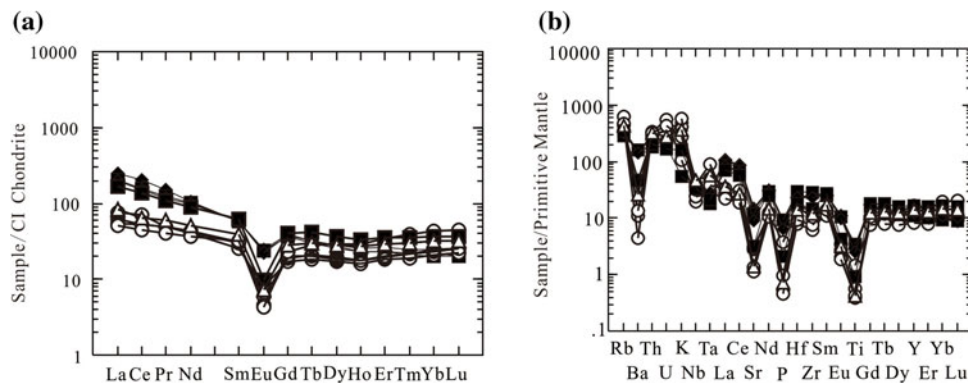 (a)
Sample/CI Chondrite
10000
1000
100
10
1
La Ce Pr Nd Sm Eu Gd Tb Dy Ho Er Tm Yb Lu
(b)
Sample/Primitive Mantle
10000
1000
100
10
1
.1
Rb Th K Ta Ce Nd Hf Sm Ti Tb Y Yb
Ba U Nb La Sr P Zr Eu Gd Dy Er Lu